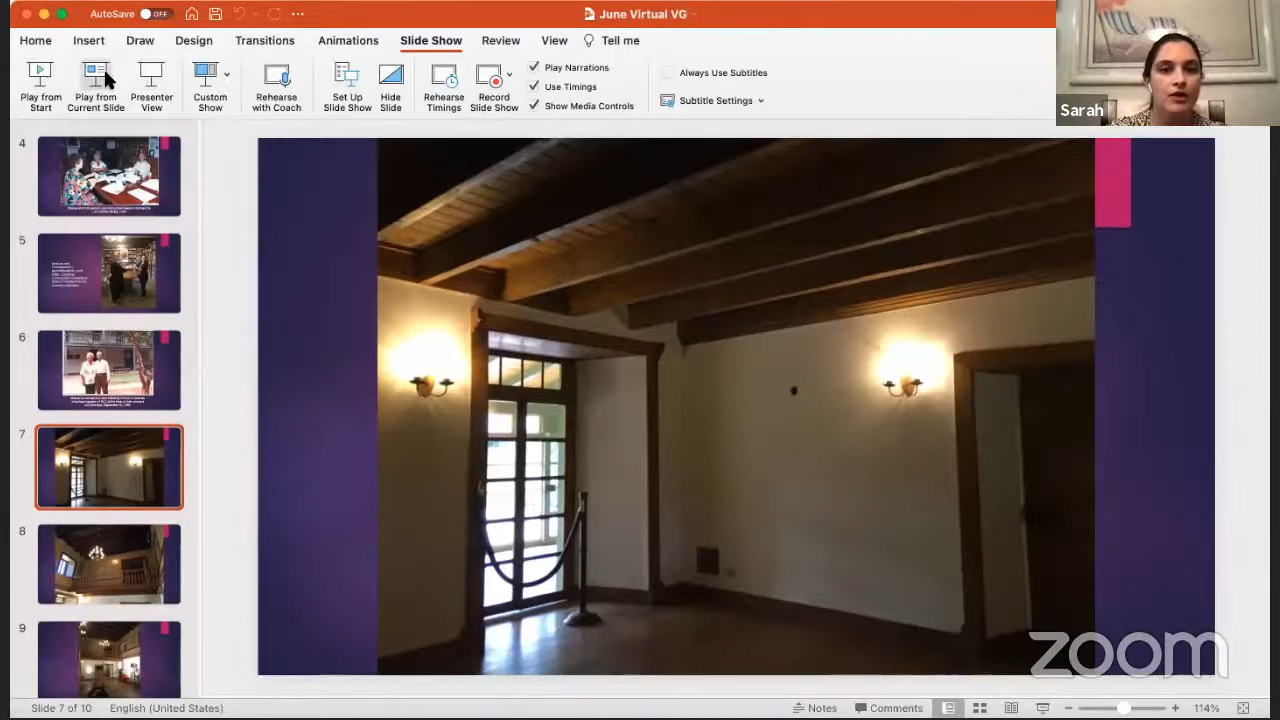 AutoSave OFF
June Virtual VG
Home Insert Draw Design Transitions Animations Slide Show Review View Tell me
Play from Start
Play from Current Slide
Presenter View
Custom Show
Rehearse with Coach
Set Up Slide Show
Hide Slide
Rehearse Timings
Record Slide Show
Play Narrations
Use Timings
Show Media Controls
Always Use Subtitles
Subtitle Settings
Sarah
4
5
6
7
8
9
zoom
Slide 7 of 10 English (United States) Notes Comments 114%